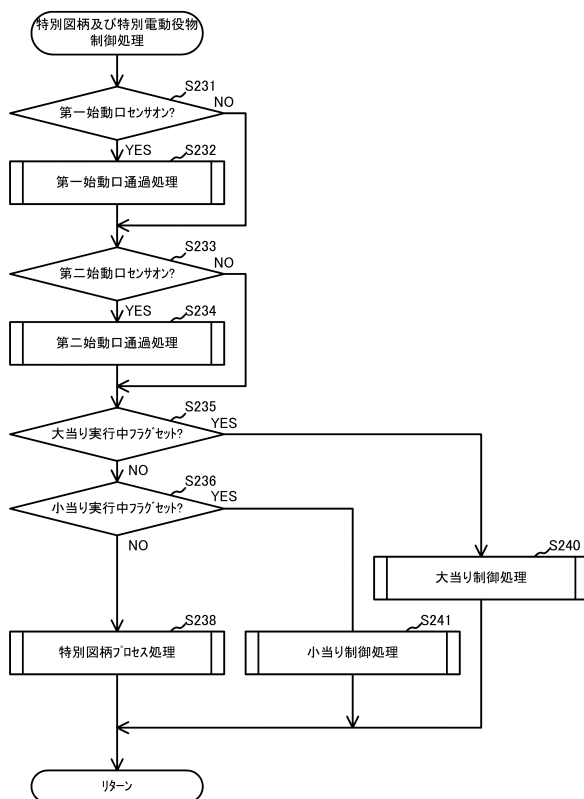 特別図柄及び特別電動役物
制御処理
S231
第一始動口センサオン?
NO
YES
S232
第一始動口通過処理
S233
第二始動口センサオン?
NO
YES
S234
第二始動口通過処理
S235
大当り実行中フラグセット?
YES
NO
S236
小当り実行中フラグセット?
YES
NO
S240
大当り制御処理
S238
特別図柄プロセス処理
S241
小当り制御処理
リターン